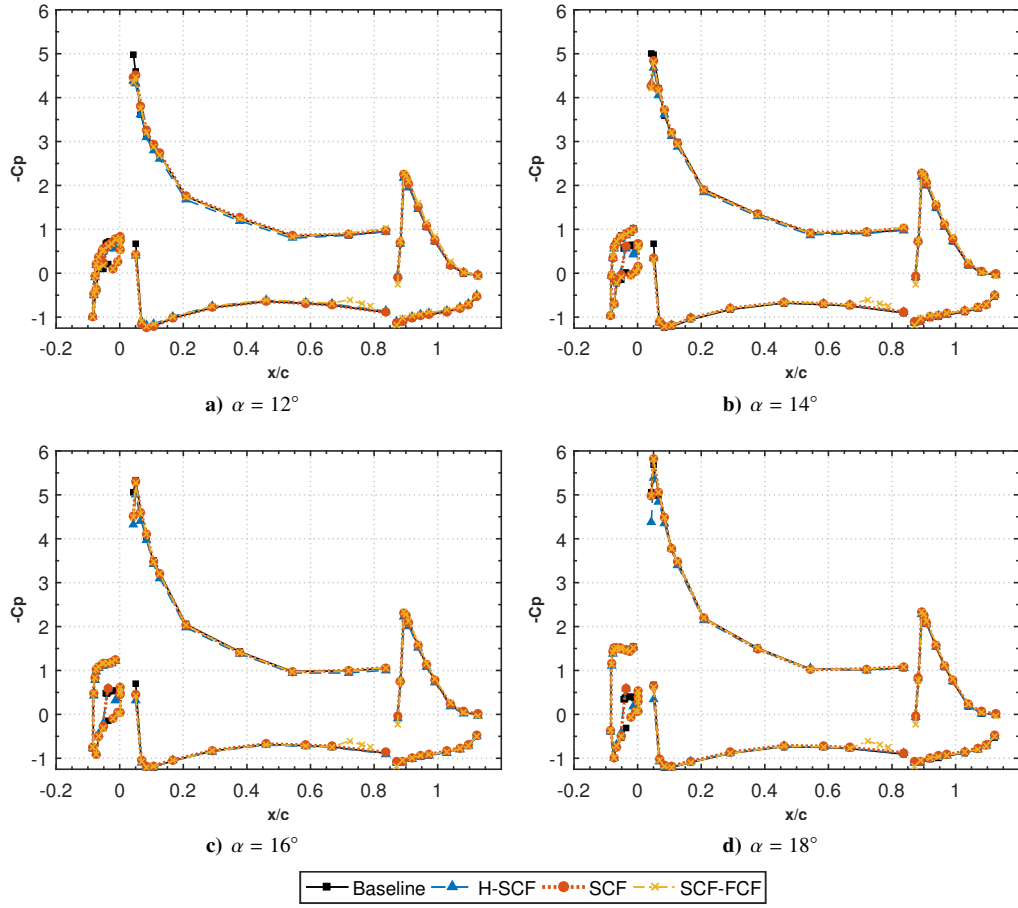 6
5
4
3
2
1
0
-1
-Cp
-0.2 0 0.2 0.4 0.6 0.8 1
x/c
a) α = 12°
6
5
4
3
2
1
0
-1
-Cp
-0.2 0 0.2 0.4 0.6 0.8 1
x/c
b) α = 14°
6
5
4
3
2
1
0
-1
-Cp
-0.2 0 0.2 0.4 0.6 0.8 1
x/c
c) α = 16°
6
5
4
3
2
1
0
-1
-Cp
-0.2 0 0.2 0.4 0.6 0.8 1
x/c
d) α = 18°
Baseline H-SCF SCF SCF-FCF